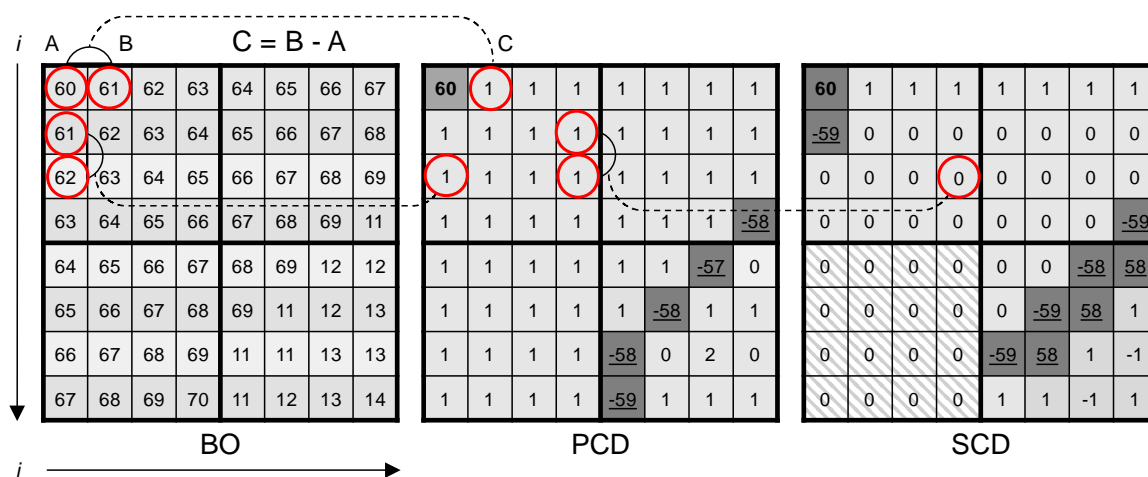 i A B C = B - A C
60 61 62 63 64 65 66 67 60 1 1 1 1 1 1 1 60 1 1 1 1 1 1 1
61 62 63 64 65 66 67 68 1 1 1 1 1 1 1 1 -59 0 0 0 0 0 0 0
62 63 64 65 66 67 68 69 1 1 1 1 1 1 1 1 0 0 0 0 0 0 0 0
63 64 65 66 67 68 69 11 1 1 1 1 1 1 1 -58 0 0 0 0 0 0 0 -59
64 65 66 67 68 69 12 12 1 1 1 1 1 1 -57 0 0 0 0 0 0 0 -58 58
65 66 67 68 69 11 12 13 1 1 1 1 1 -58 1 1 0 0 0 0 0 -59 58 1
66 67 68 69 11 11 13 13 1 1 1 1 -58 0 2 0 0 0 0 0 -59 58 1 -1
67 68 69 70 11 12 13 14 1 1 1 1 -59 1 1 1 0 0 0 0 1 1 -1 1
BO PCD SCD
i